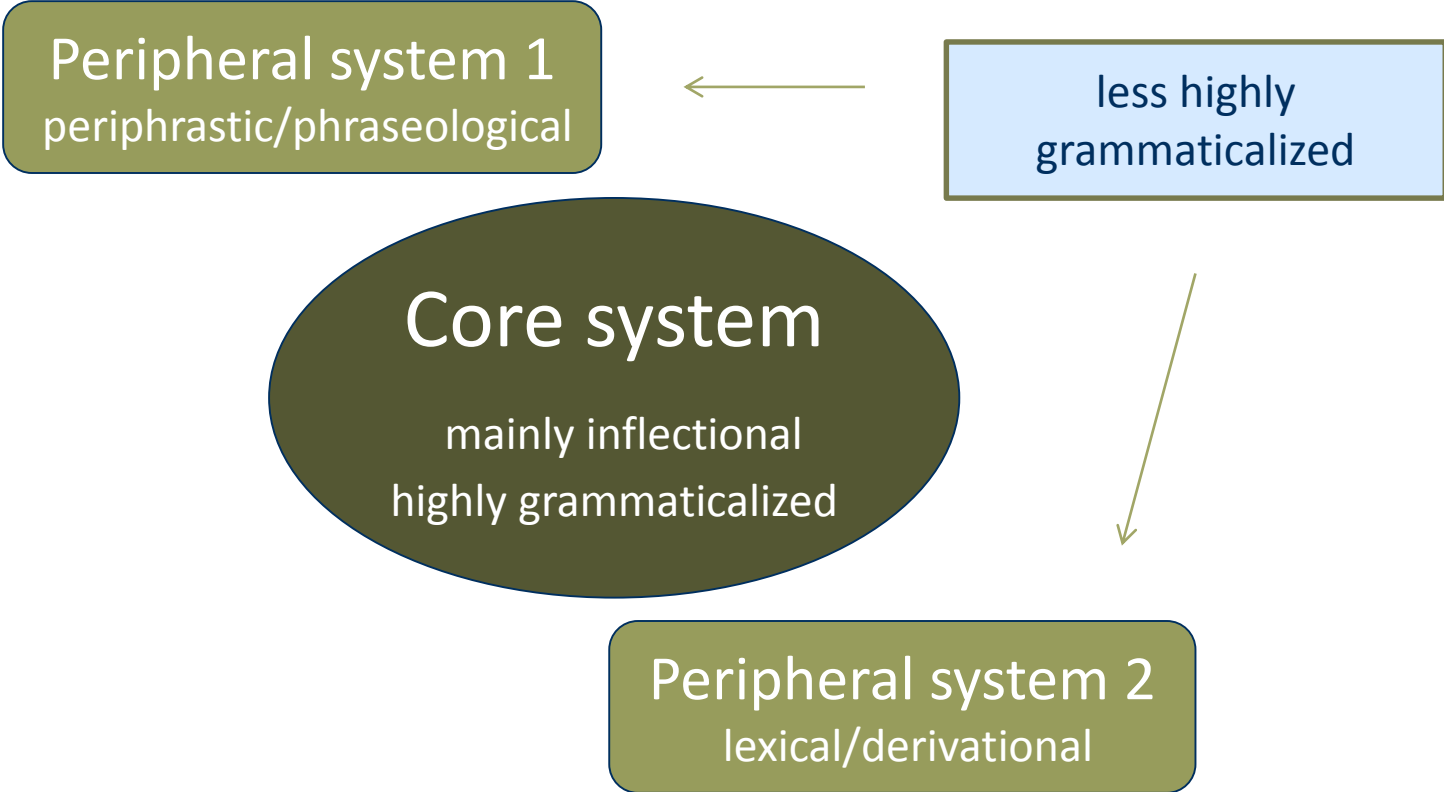 Peripheral system 1
periphrastic/phraseological
less highly
grammaticalized
Core system
mainly inflectional
highly grammaticalized
Peripheral system 2
lexical/derivational